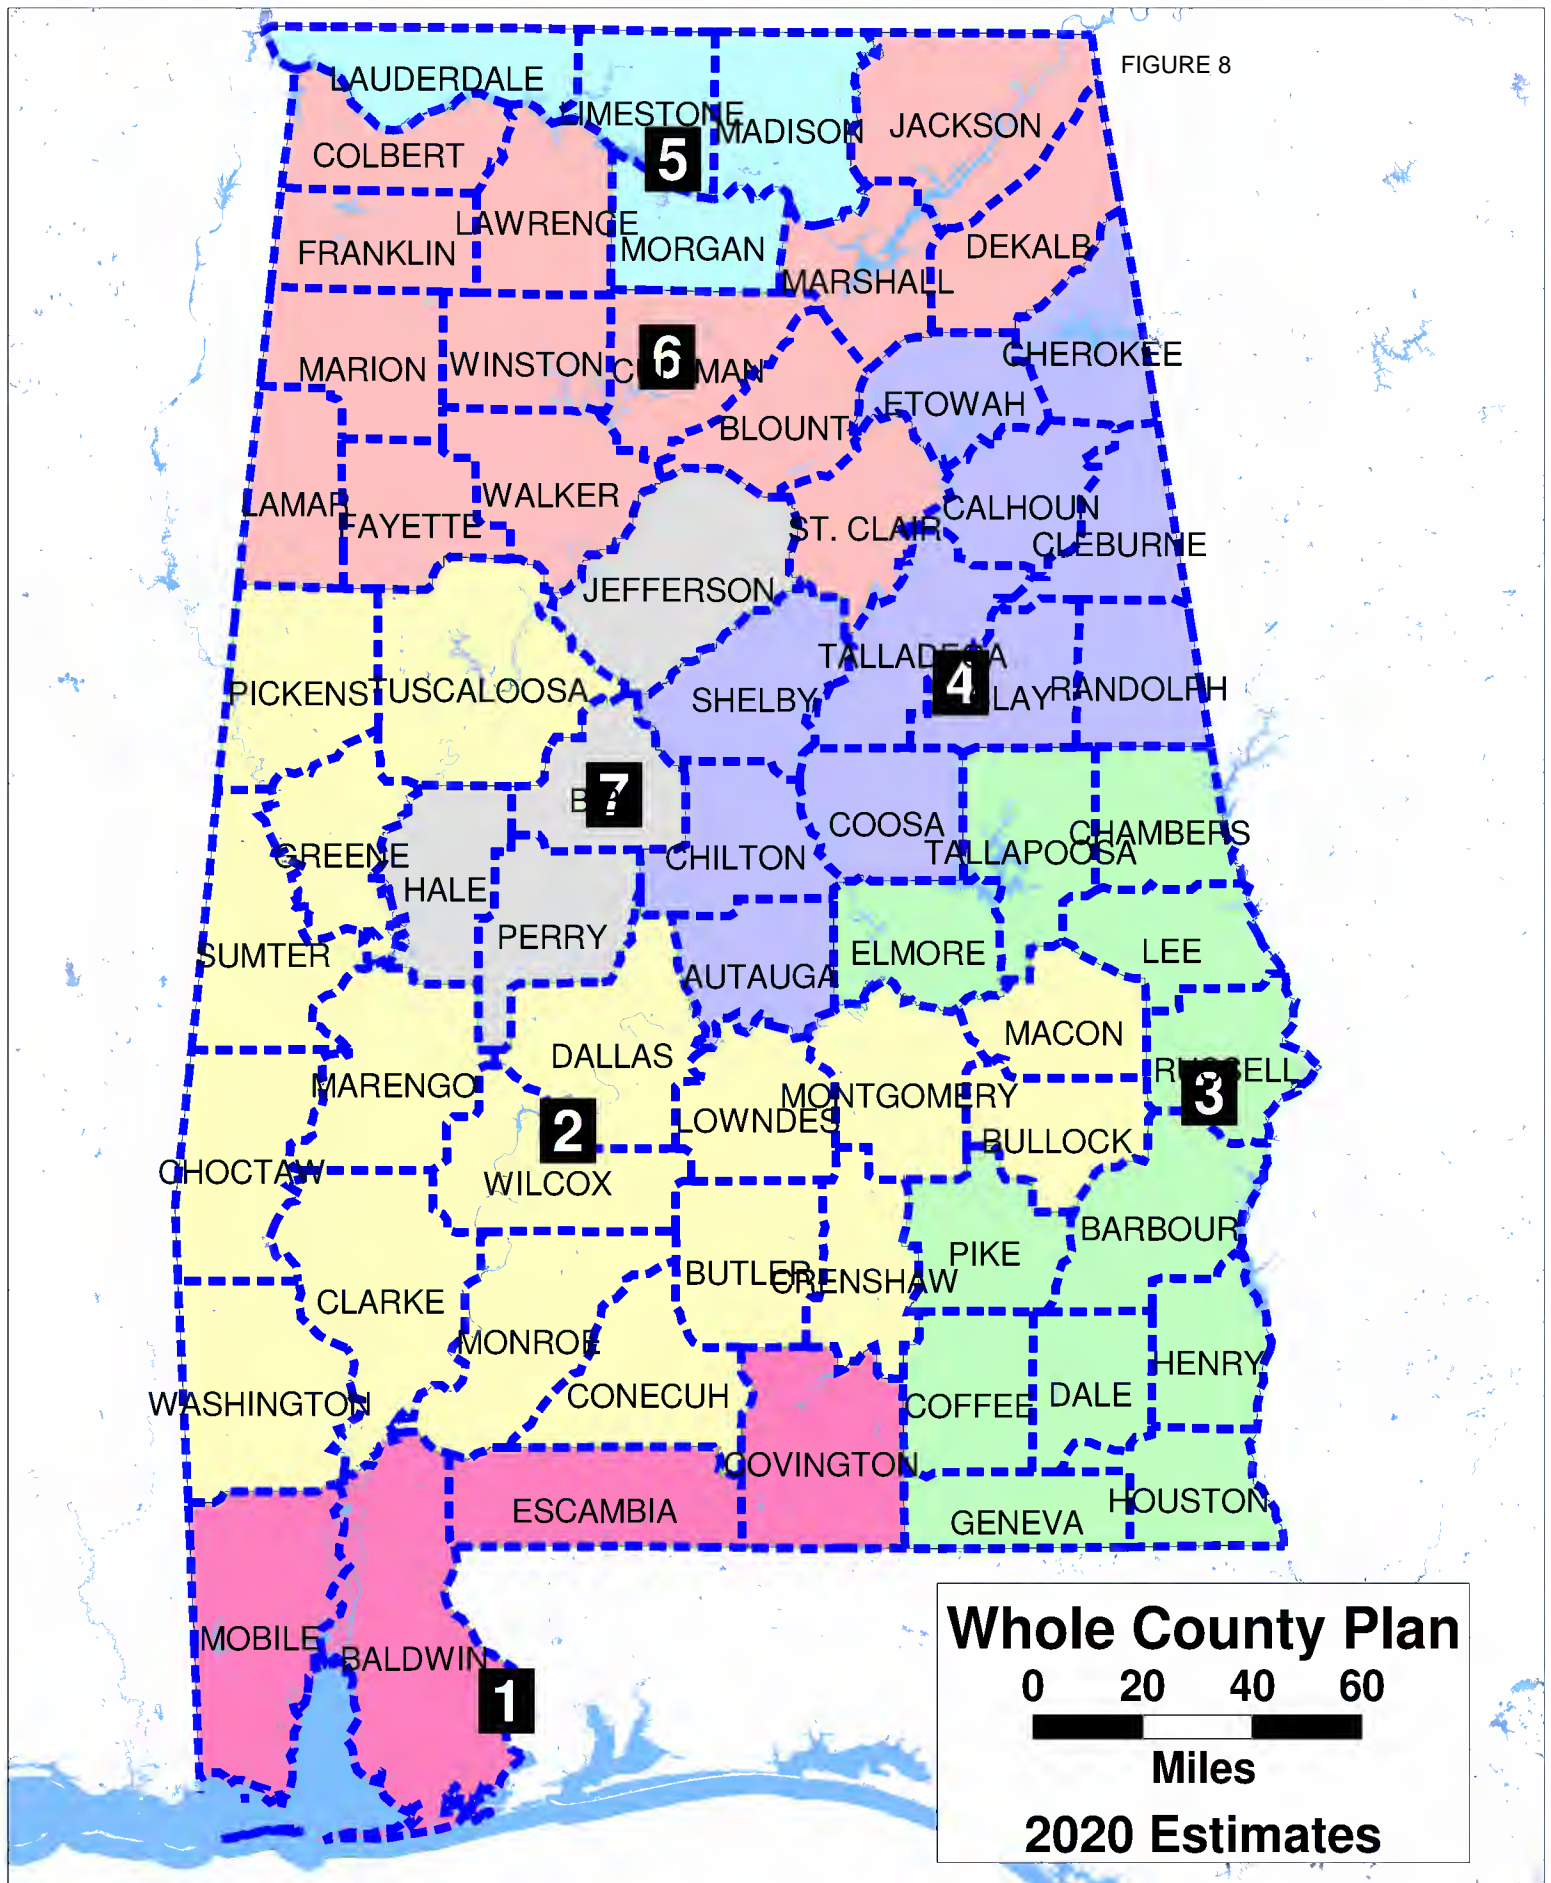 FIGURE 8
LAUDERDALE
LIMESTONE
MADISON
JACKSON
COLBERT
5
LAWRENCE
FRANKLIN
MORGAN
DEKALB
MARSHALL
MARION
WINSTON
6
CHEROKEE
ETOWAH
BLOUNT
LAMAR
FAYETTE
WALKER
ST. CLAIR
CALHOUN
CLEBURNE
JEFFERSON
TALLADEGA
PICKENS
TUSCALOOSA
SHELBY
4
RANDOLPH
7
COOSA
CHAMBERS
TALLAPOOSA
GREENE
CHILTON
HALE
PERRY
SUMTER
AUTAUGA
ELMORE
LEE
MACON
DALLAS
RUSSELL
MARENGO
MONTGOMERY
3
LOWNDES
2
BULLOCK
CHOCTAW
WILCOX
BARBOUR
PIKE
BUTLER
CRENSHAW
CLARKE
MONROE
HENRY
CONECUH
DALE
WASHINGTON
COFFEE
COVINGTON
ESCAMBIA
GENEVA
HOUSTON
MOBILE
BALDWIN
1
Whole County Plan
0 20 40 60
Miles
2020 Estimates